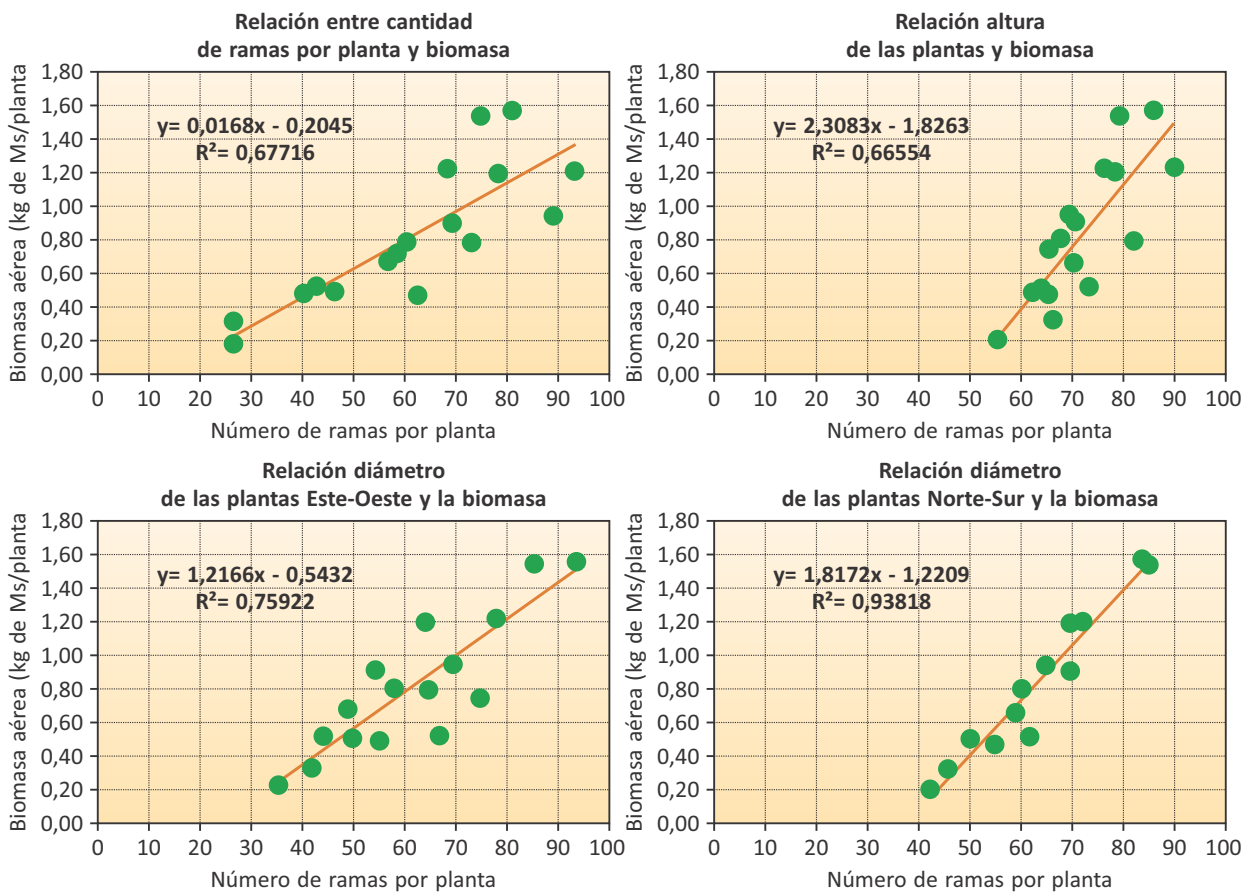 Relación entre cantidad
de ramas por planta y biomasa
Biomasa aérea (kg de Ms/planta
1,80
1,60
1,40
1,20
1,00
0,80
0,60
0,40
0,20
0,00
y= 0,0168x - 0,2045
R²= 0,67716
0 10 20 30 40 50 60 70 80 90 100
Número de ramas por planta
Relación altura
de las plantas y biomasa
Biomasa aérea (kg de Ms/planta
1,80
1,60
1,40
1,20
1,00
0,80
0,60
0,40
0,20
0,00
y= 2,3083x - 1,8263
R²= 0,66554
0 10 20 30 40 50 60 70 80 90 100
Número de ramas por planta
Relación diámetro
de las plantas Este-Oeste y la biomasa
Biomasa aérea (kg de Ms/planta
1,80
1,60
1,40
1,20
1,00
0,80
0,60
0,40
0,20
0,00
y= 1,2166x - 0,5432
R²= 0,75922
0 10 20 30 40 50 60 70 80 90 100
Número de ramas por planta
Relación diámetro
de las plantas Norte-Sur y la biomasa
Biomasa aérea (kg de Ms/planta
1,80
1,60
1,40
1,20
1,00
0,80
0,60
0,40
0,20
0,00
y= 1,8172x - 1,2209
R²= 0,93818
0 10 20 30 40 50 60 70 80 90 100
Número de ramas por planta